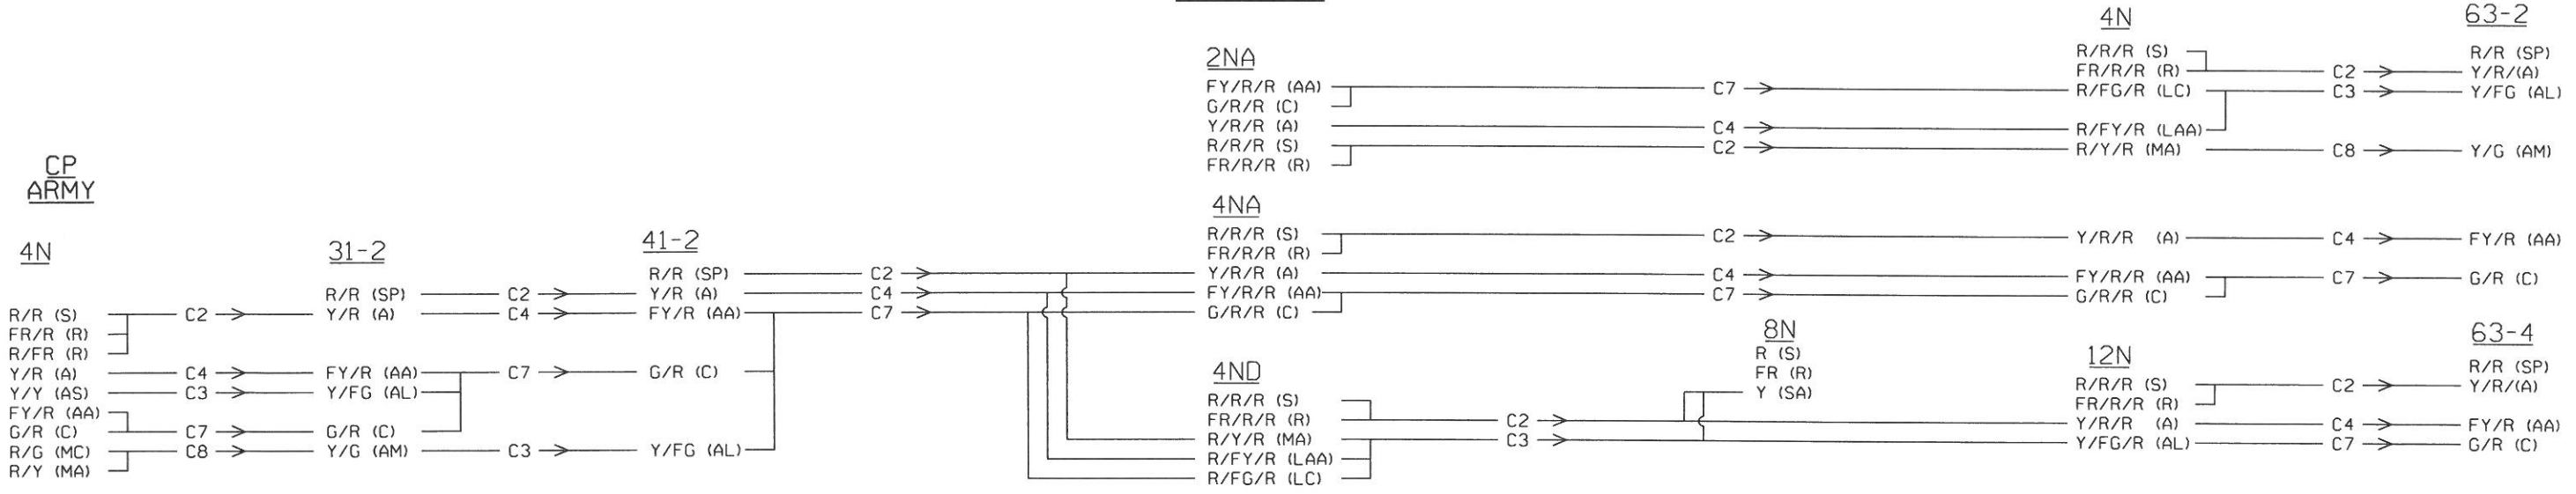 CP
ARMY
4N
R/R (S)
FR/R (R)
R/FR (R)
Y/R (A)
Y/Y (AS)
FY/R (AA)
G/R (C)
R/G (MC)
R/Y (MA)
C2
C4
C3
C7
C8
31-2
R/R (SP)
Y/R (A)
FY/R (AA)
Y/FG (AL)
G/R (C)
Y/G (AM)
C2
C4
C7
C3
41-2
R/R (SP)
Y/R (A)
FY/R (AA)
G/R (C)
Y/FG (AL)
C2
C4
C7
2NA
FY/R/R (AA)
G/R/R (C)
Y/R/R (A)
R/R/R (S)
FR/R/R (R)
C7
C4
C2
4NA
R/R/R (S)
FR/R/R (R)
Y/R/R (A)
FY/R/R (AA)
G/R/R (C)
C2
C4
C7
4ND
R/R/R (S)
FR/R/R (R)
R/Y/R (MA)
R/FY/R (LAA)
R/FG/R (LC)
C2
C3
8N
R (S)
FR (R)
Y (SA)
4N
R/R/R (S)
FR/R/R (R)
R/FG/R (LC)
R/FY/R (LAA)
R/Y/R (MA)
Y/R/R (A)
FY/R/R (AA)
G/R/R (C)
C2
C3
C8
C4
C7
63-2
R/R (SP)
Y/R/(A)
Y/FG (AL)
Y/G (AM)
FY/R (AA)
G/R (C)
12N
R/R/R (S)
FR/R/R (R)
Y/R/R (A)
Y/FG/R (AL)
C2
C4
C7
63-4
R/R (SP)
Y/R/(A)
FY/R (AA)
G/R (C)